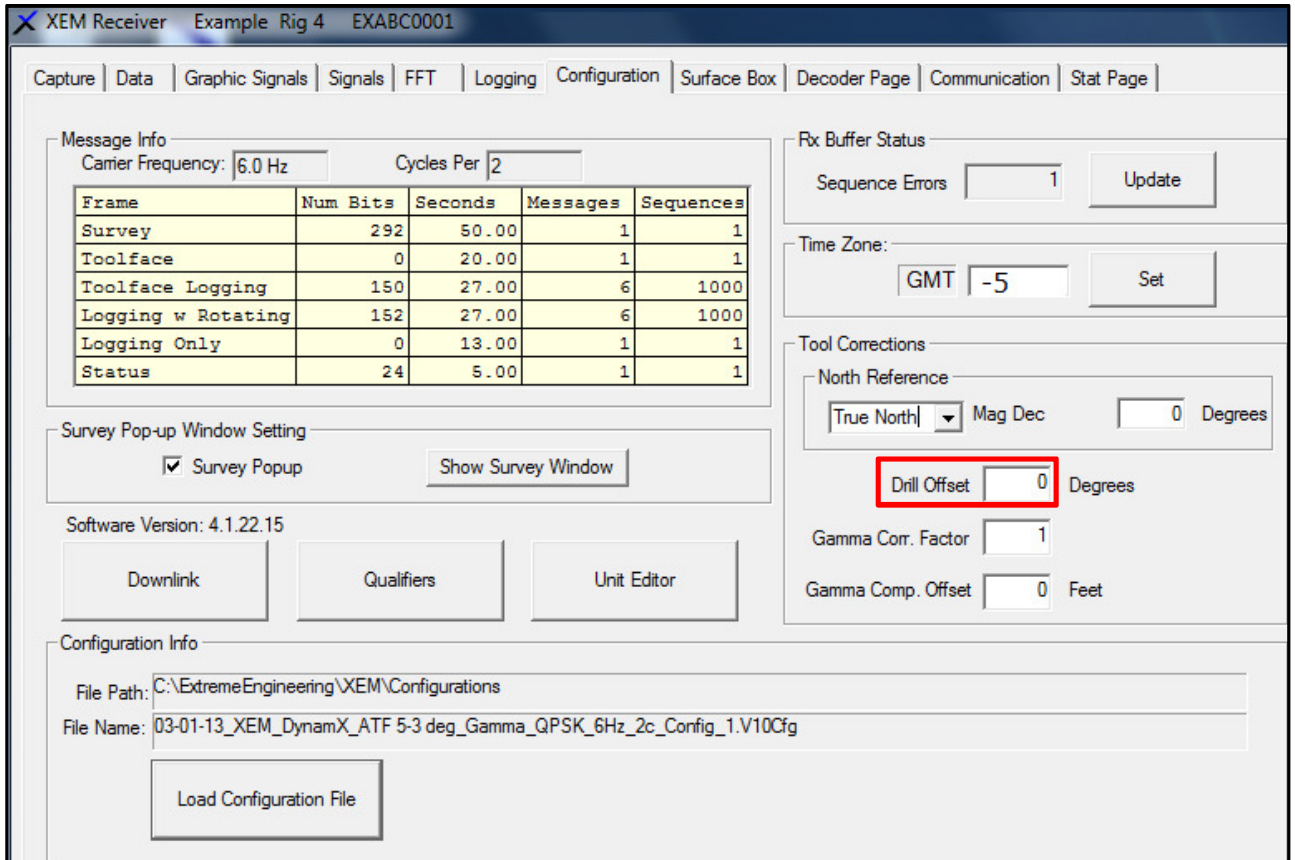 XEM Receiver Example Rig 4 EXABC0001
Capture Data Graphic Signals Signals FFT Logging Configuration Surface Box Decoder Page Communication Stat Page
Message Info
Carrier Frequency: 6.0 Hz Cycles Per 2
Frame Num Bits Seconds Messages Sequences
Survey 292 50.00 1 1
Toolface 0 20.00 1 1
Toolface Logging 150 27.00 6 1000
Logging w Rotating 152 27.00 6 1000
Logging Only 0 13.00 1 1
Status 24 5.00 1 1
Survey Pop-up Window Setting
Survey Popup Show Survey Window
Software Version: 4.1.22.15
Downlink Qualifiers Unit Editor
Rx Buffer Status
Sequence Errors 1 Update
Time Zone:
GMT -5 Set
Tool Corrections
North Reference
True North Mag Dec 0 Degrees
Drill Offset 0 Degrees
Gamma Corr. Factor 1
Gamma Comp. Offset 0 Feet
Configuration Info
File Path: C:\ExtremeEngineering\XEM\Configurations
File Name: 03-01-13_XEM_DynamX_ATF 5-3 deg_Gamma_QPSK_6Hz_2c_Config_1.V10Cfg
Load Configuration File